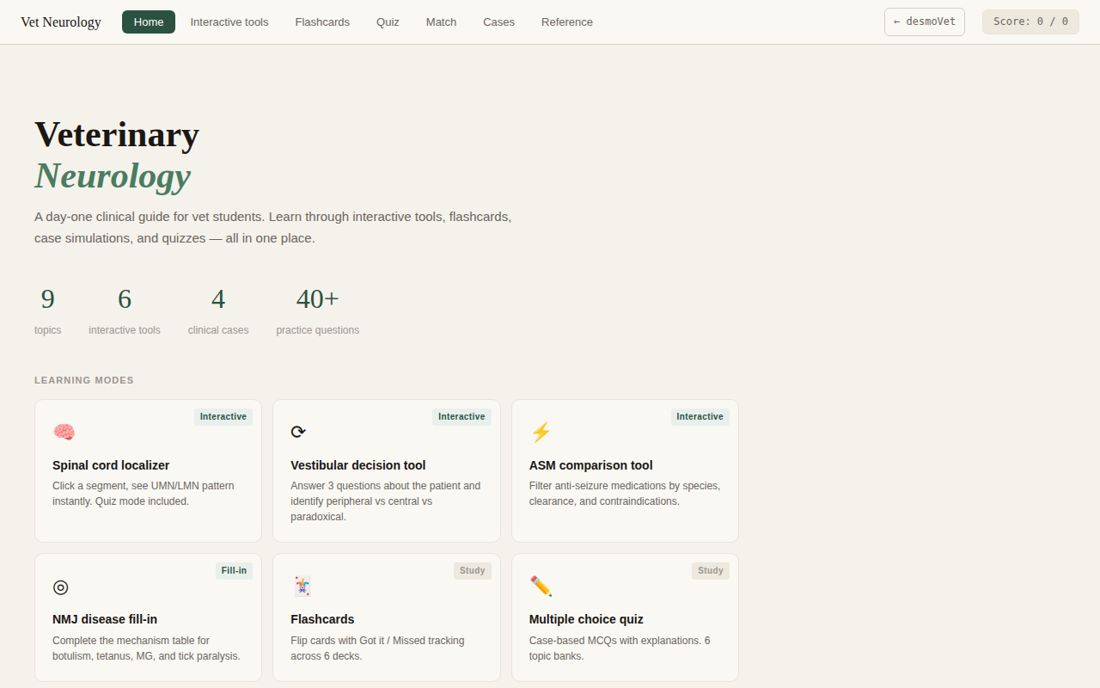 Vet Neurology
Home
Interactive tools
Flashcards
Quiz
Match
Cases
Reference
← desmoVet
Score: 0 / 0
Veterinary
Neurology
A day-one clinical guide for vet students. Learn through interactive tools, flashcards,
case simulations, and quizzes — all in one place.
9
topics
6
interactive tools
4
clinical cases
40+
practice questions
LEARNING MODES
Interactive
Spinal cord localizer
Click a segment, see UMN/LMN pattern
instantly. Quiz mode included.
Interactive
Vestibular decision tool
Answer 3 questions about the patient and
identify peripheral vs central vs
paradoxical.
Interactive
ASM comparison tool
Filter anti-seizure medications by species,
clearance, and contraindications.
Fill-in
NMJ disease fill-in
Complete the mechanism table for
botulism, tetanus, MG, and tick paralysis.
Study
Flashcards
Flip cards with Got it / Missed tracking
across 6 decks.
Study
Multiple choice quiz
Case-based MCQs with explanations. 6
topic banks.